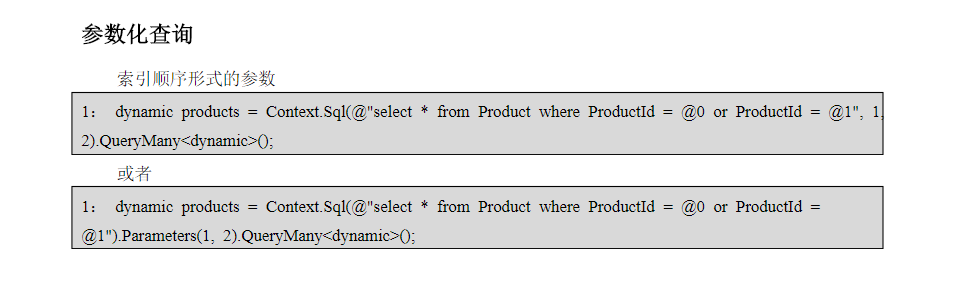 参数化查询
索引顺序形式的参数
1： dynamic products = Context.Sql(@"select * from Product where ProductId = @0 or ProductId = @1", 1,
2).QueryMany<dynamic>();
或者
1： dynamic products = Context.Sql(@"select * from Product where ProductId = @0 or ProductId =
@1").Parameters(1, 2).QueryMany<dynamic>();